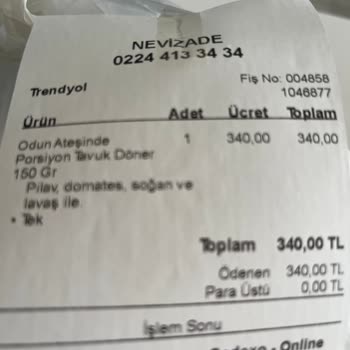 NEVİZADE
0224 413 34 34
Trendyol
Fiş No: 004858
1046877
Ürün Adet Ücret Toplam
Odun Ateşinde 1 340,00 340,00
Porsiyon Tavuk Döner
150 Gr
Pilav, domates, soğan ve
lavaş ile.
• Tek
Toplam 340.00 TL
Ödenen 340,00 TL
Para Üstü 0,00 TL
İşlem Sonu
- Online